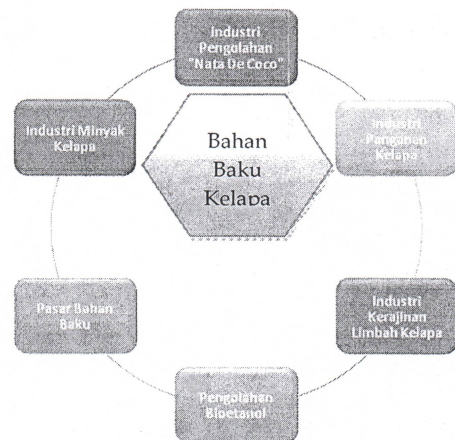 Industri
Pengolahan
"Nata De Coco"
Industri Minyak
Kelapa
Bahan
Baku
Kelapa
Industri
Pangan
Kelapa
Pasar Bahan
Baku
Industri
Kerajinan
Limbah Kelapa
Pengolahan
Bioetanol